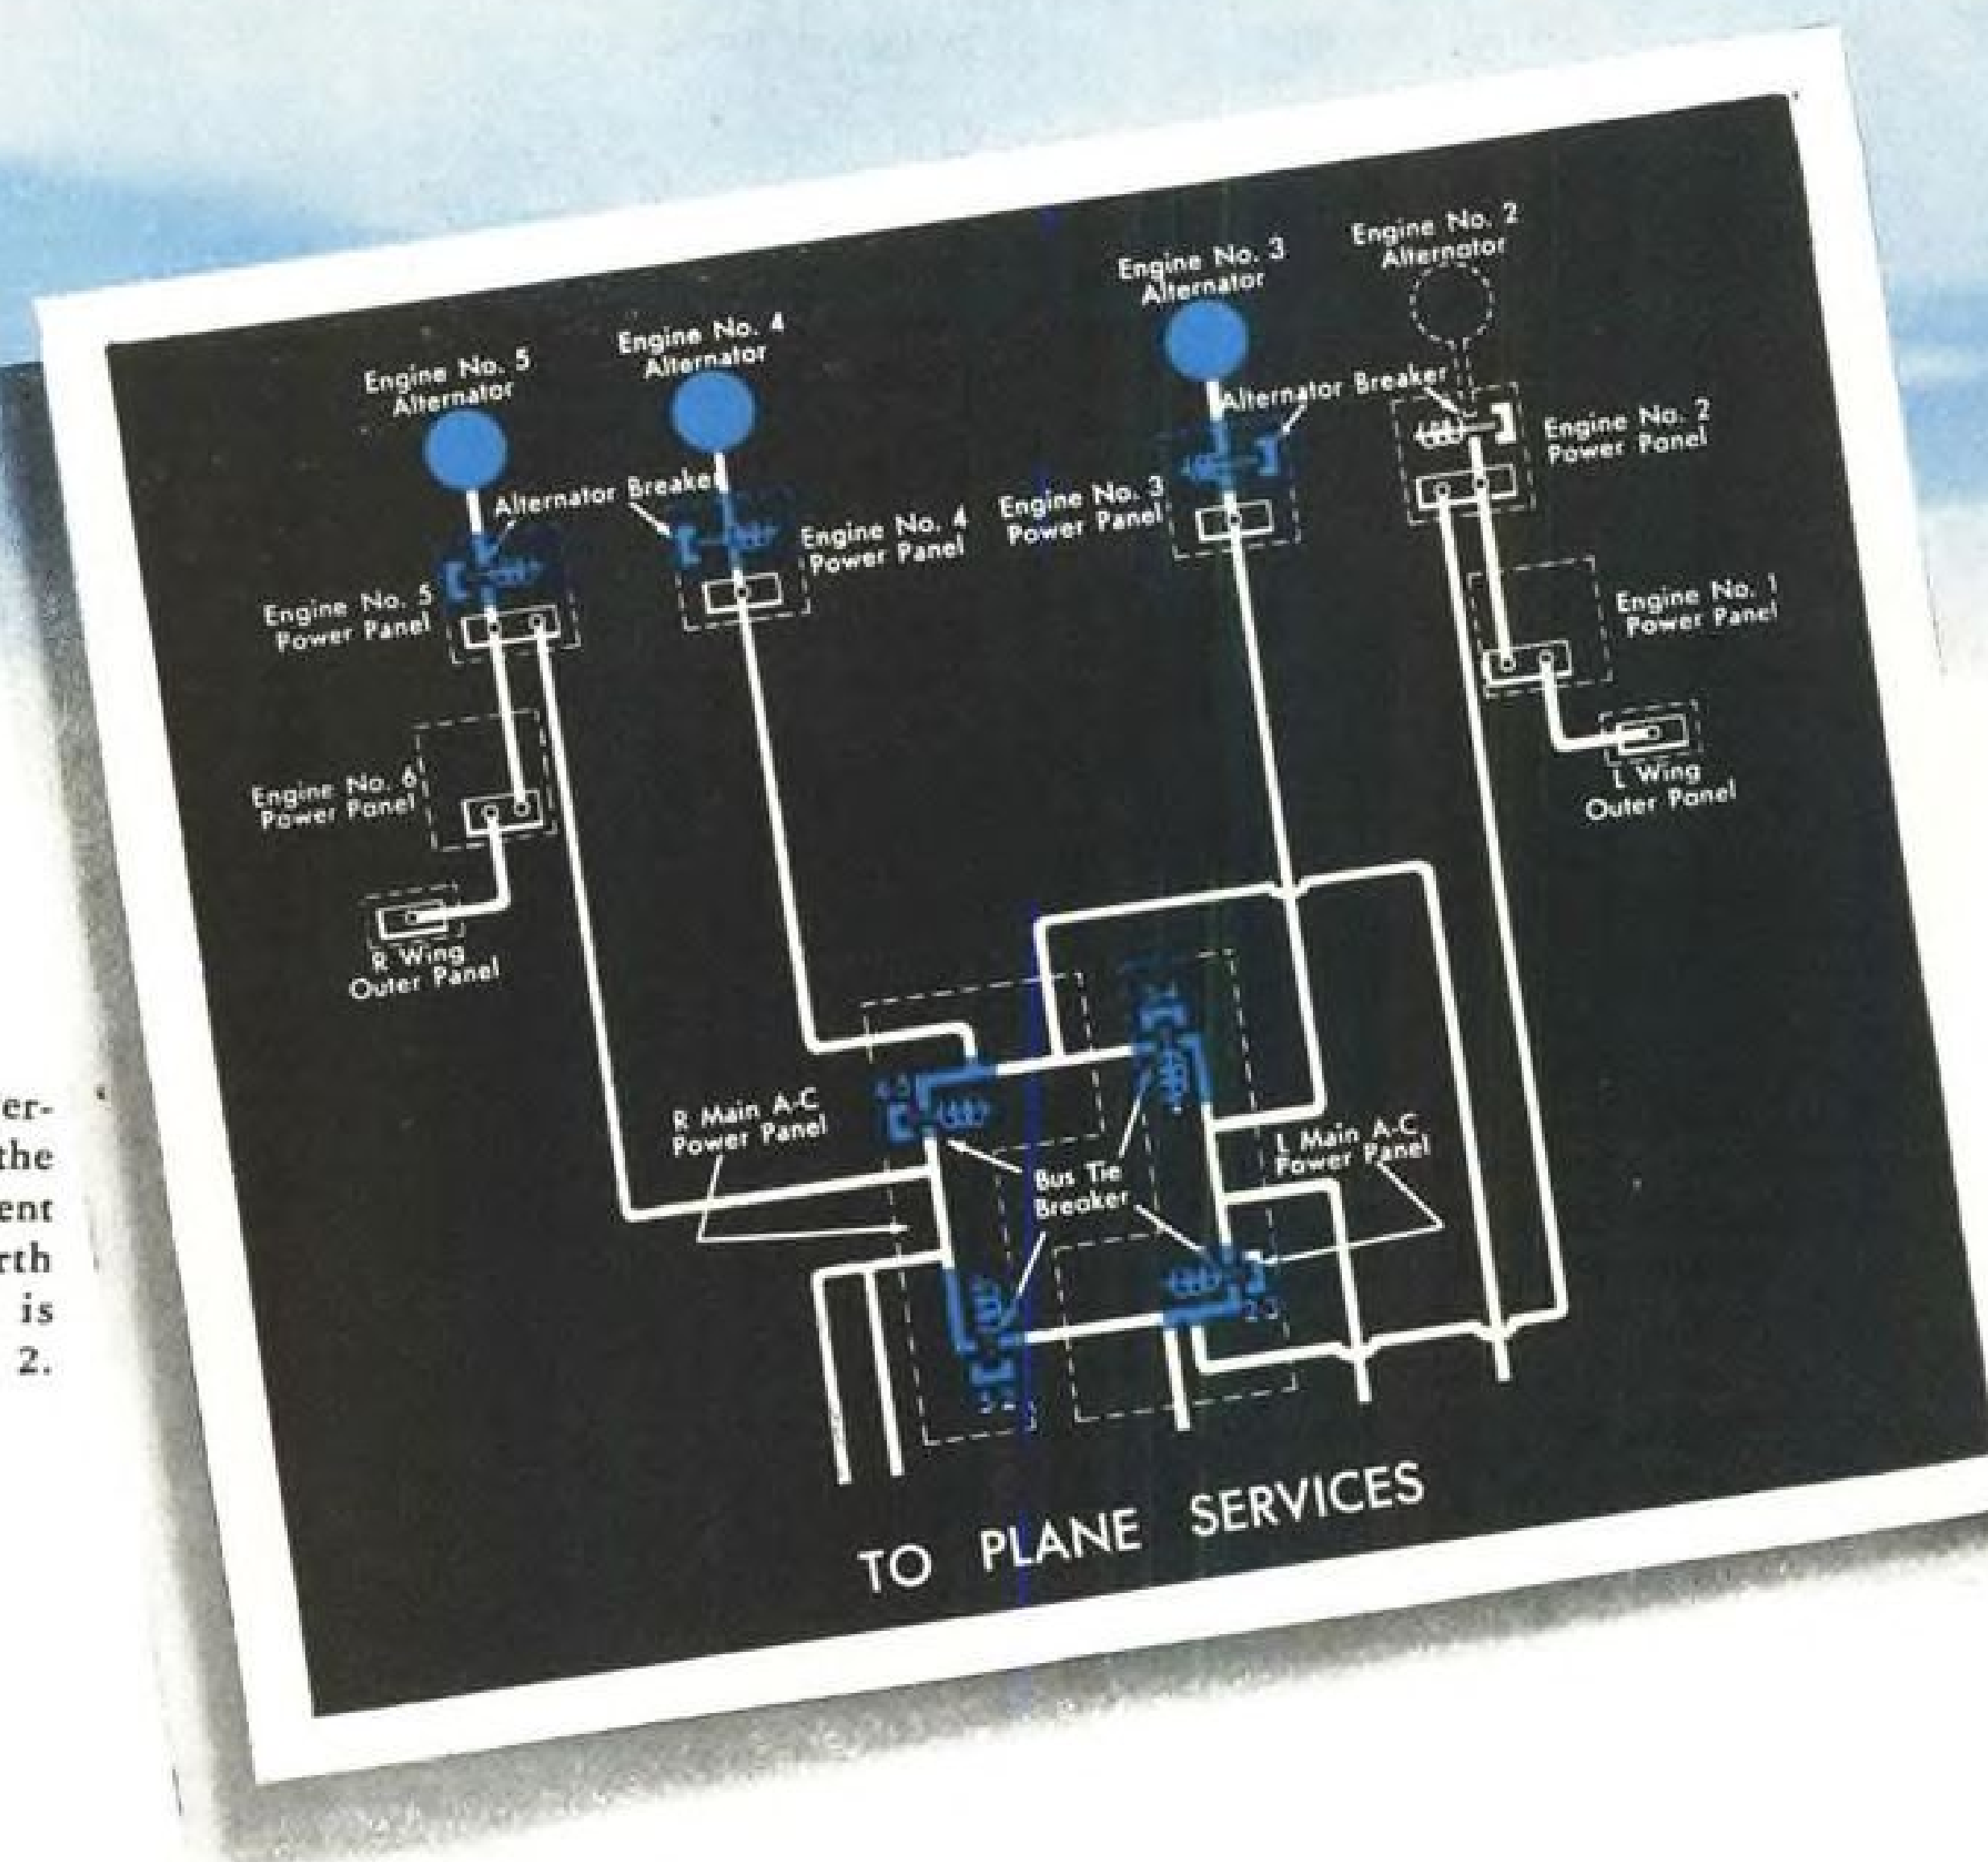 Engine No. 5
Alternator
Engine No. 4
Alternator
Engine No. 3
Alternator
Engine No. 2
Alternator
Alternator Breaker
Alternator Breaker
Engine No. 5
Power Panel
Engine No. 4
Power Panel
Engine No. 3
Power Panel
Engine No. 2
Power Panel
Engine No. 1
Power Panel
Engine No. 6
Power Panel
L Wing
Outer Panel
R Wing
Outer Panel
R Main A-C
Power Panel
L Main A-C
Power Panel
Bus Tie
Breaker
2-3
TO PLANE SERVICES
er-
the
ent
rth
is
2.